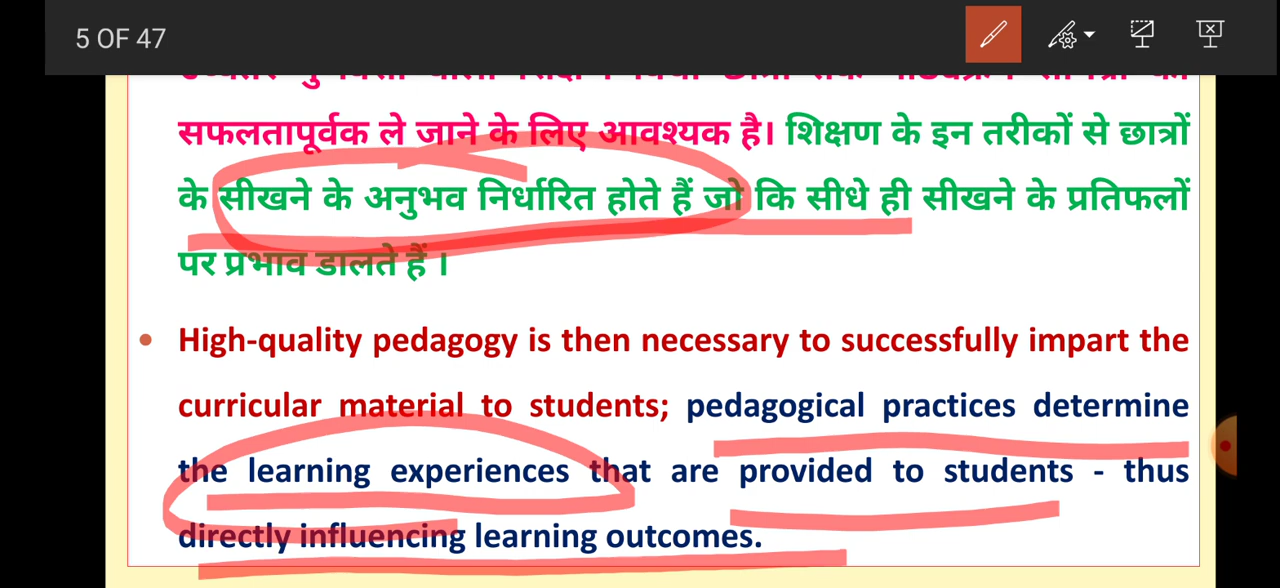 5 OF 47
सफलतापूर्वक ले जाने के लिए आवश्यक है। शिक्षण के इन तरीकों से छात्रों
के सीखने के अनुभव निर्धारित होते हैं जो कि सीधे ही सीखने के प्रतिफलों
पर प्रभाव डालते हैं ।
• High-quality pedagogy is then necessary to successfully impart the
curricular material to students; pedagogical practices determine
the learning experiences that are provided to students - thus
directly influencing learning outcomes.